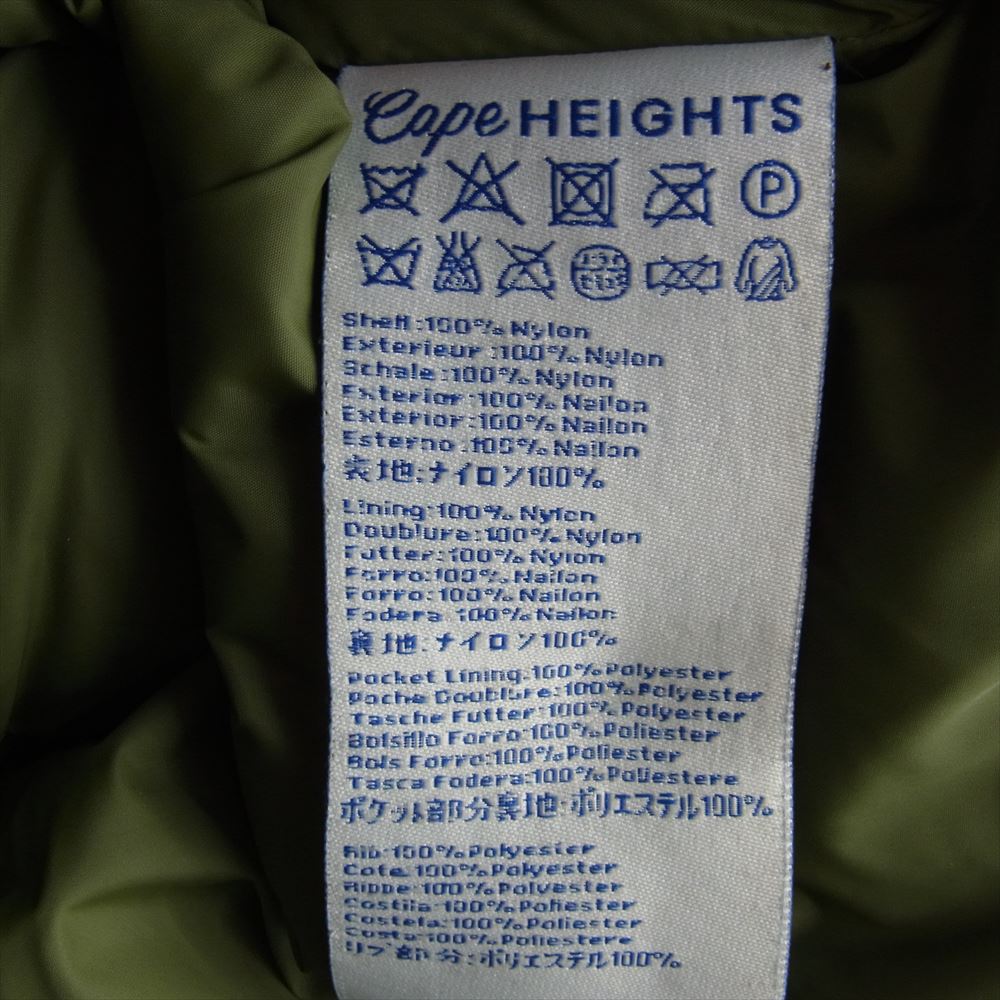 Cape HEIGHTS
P
Shell:100% Nylon
Exterieur:100% Nylon
Schale:100% Nylon
Exterior:100% Nailon
Exterior:100% Nailon
Esterno:100% Nailon
表地:ナイロン100%
Lining:100% Nylon
Doublure:100% Nylon
Futter:100% Nylon
Forro:100% Nailon
Forro:100% Nailon
Fodera:100% Nailon
裏地:ナイロン100%
Pocket Lining:100% Polyester
Poche Doublure:100% Polyester
Tasche Futter:100% Polyester
Bolsillo Forro:100% Poliester
Bols Forro:100% Poliester
Tasca Fodera:100% Poliestere
ポケット部分裏地:ポリエステル100%
Rib:100% Polyester
Cote:100% Polyester
Rippe:100% Polyester
Costila:100% Poliester
Costela:100% Poliester
Costa:100% Poliestere
リブ部分:ポリエステル100%